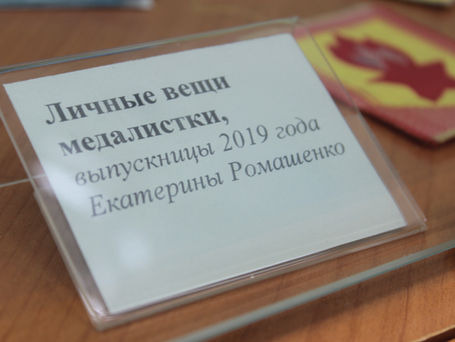 Личные вещи
медалистки,
выпускницы 2019 года
Екатерины Ромашенко